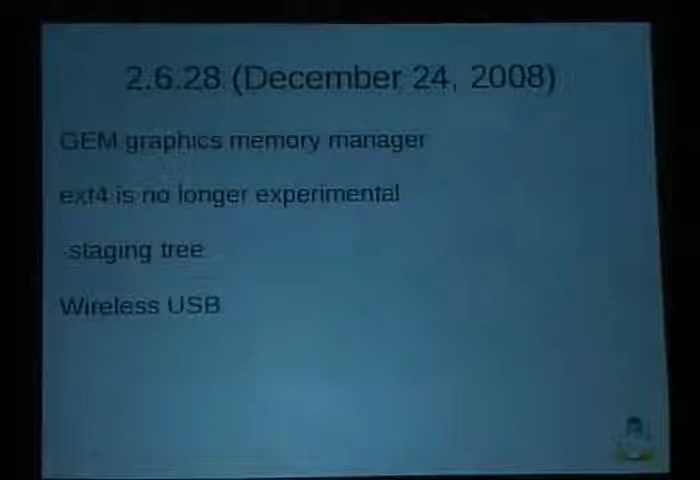 2.6.28 (December 24, 2008)
GEM graphics memory manager
ext4 is no longer experimental
-staging tree
Wireless USB